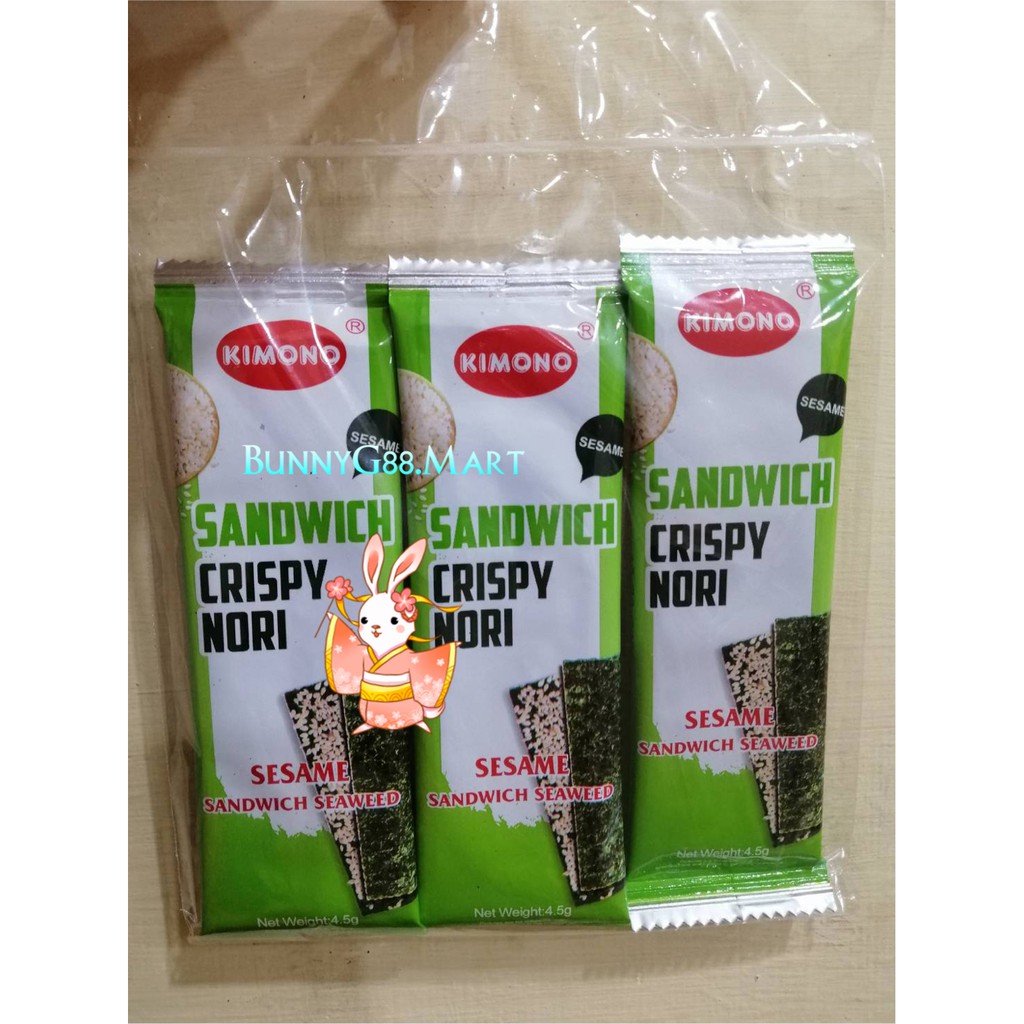 KIMONO ®
SESAME
SANDWICH
CRISPY
NORI
SESAME
SANDWICH SEAWEED
Net Weight:4.5g
KIMONO ®
SESAME
SANDWICH
CRISPY
NORI
SESAME
SANDWICH SEAWEED
Net Weight:4.5g
KIMONO ®
SESAME
SANDWICH
CRISPY
NORI
SESAME
SANDWICH SEAWEED
Net Weight:4.5g
BunnyG88.Mart